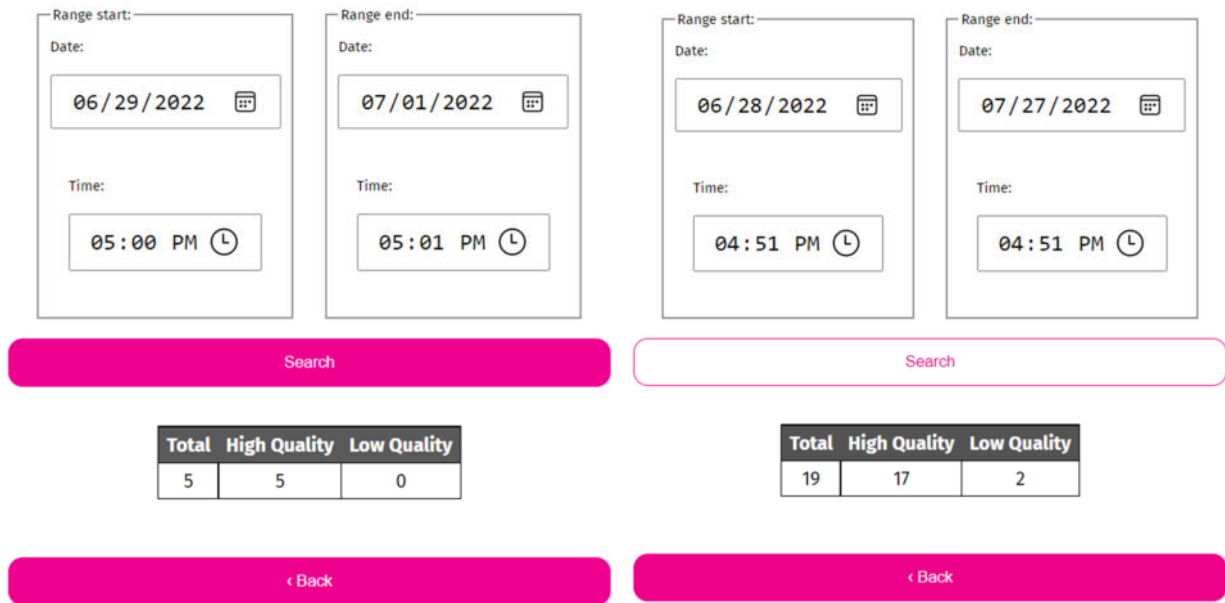 Range start:
Date:
06/29/2022
Time:
05:00 PM
Range end:
Date:
07/01/2022
Time:
05:01 PM
Search
Total High Quality Low Quality
5 5 0
‹ Back
Range start:
Date:
06/28/2022
Time:
04:51 PM
Range end:
Date:
07/27/2022
Time:
04:51 PM
Search
Total High Quality Low Quality
19 17 2
‹ Back